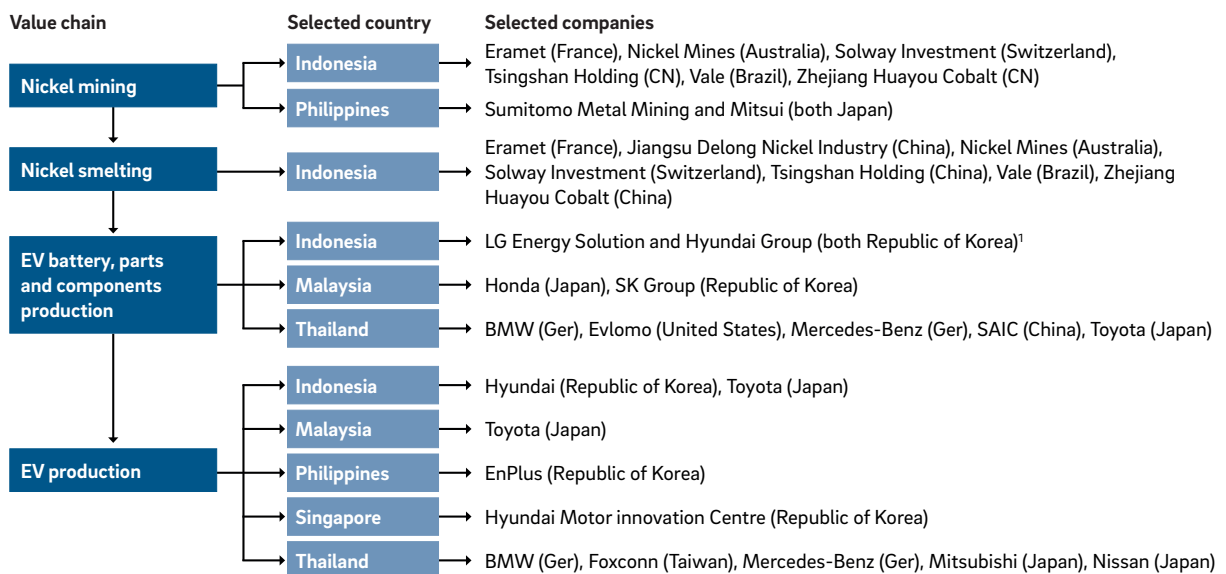 Value chain
Selected country
Selected companies
Nickel mining
Indonesia
Eramet (France), Nickel Mines (Australia), Solway Investment (Switzerland),
Tsingshan Holding (CN), Vale (Brazil), Zhejiang Huayou Cobalt (CN)
Philippines
Sumitomo Metal Mining and Mitsui (both Japan)
Nickel smelting
Indonesia
Eramet (France), Jiangsu Delong Nickel Industry (China), Nickel Mines (Australia),
Solway Investment (Switzerland), Tsingshan Holding (China), Vale (Brazil), Zhejiang
Huayou Cobalt (China)
EV battery, parts
and components
production
Indonesia
LG Energy Solution and Hyundai Group (both Republic of Korea)¹
Malaysia
Honda (Japan), SK Group (Republic of Korea)
Thailand
BMW (Ger), Evlomo (United States), Mercedes-Benz (Ger), SAIC (China), Toyota (Japan)
EV production
Indonesia
Hyundai (Republic of Korea), Toyota (Japan)
Malaysia
Toyota (Japan)
Philippines
EnPlus (Republic of Korea)
Singapore
Hyundai Motor innovation Centre (Republic of Korea)
Thailand
BMW (Ger), Foxconn (Taiwan), Mercedes-Benz (Ger), Mitsubishi (Japan), Nissan (Japan)